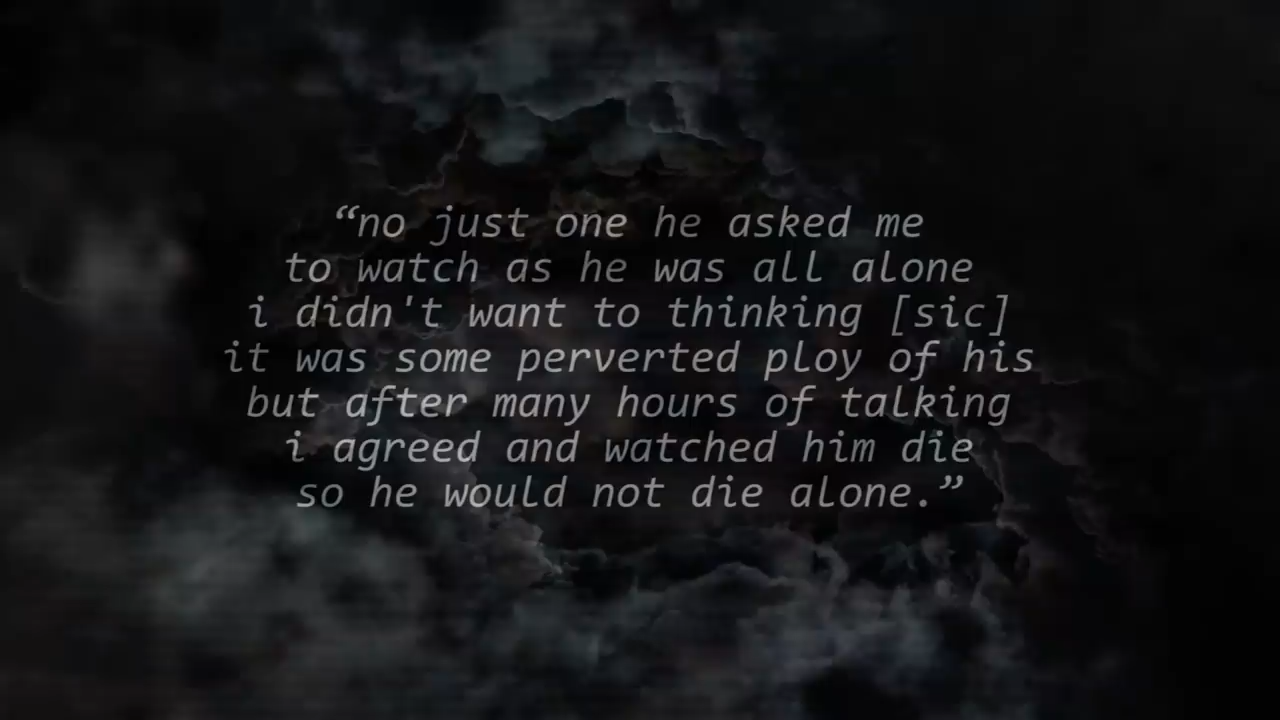 “no just one he asked me
to watch as he was all alone
i didn't want to thinking [sic]
it was some perverted ploy of his
but after many hours of talking
i agreed and watched him die
so he would not die alone.”